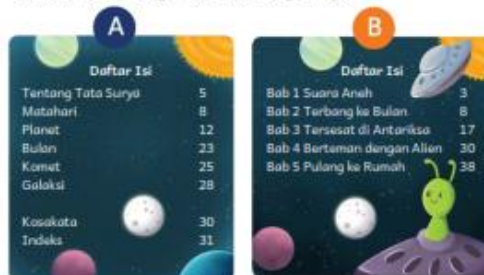 A
Daftar Isi
Tentang Tata Surya 5
Matahari 8
Planet 12
Bulan 23
Komet 25
Galaksi 28
Kosakata 30
Indeks 31
B
Daftar Isi
Bab 1 Suara Aneh 3
Bab 2 Terbang ke Bulan 8
Bab 3 Tersesat di Antariksa 17
Bab 4 Berteman dengan Alien 30
Bab 5 Pulang ke Rumah 38